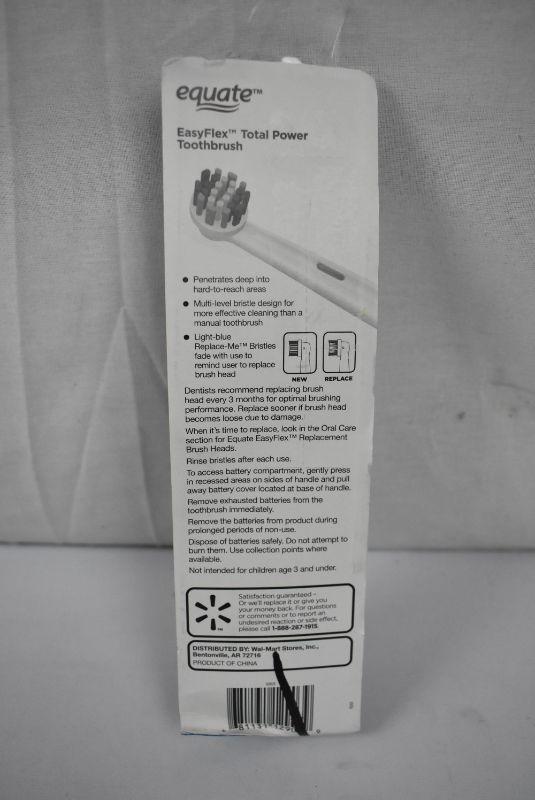 equate™
EasyFlex™ Total Power
Toothbrush
Penetrates deep into
hard-to-reach areas
Multi-level bristle design for
more effective cleaning than a
manual toothbrush
Light-blue
Replace-Me™ Bristles
fade with use to
remind user to replace
brush head
NEW
REPLACE
Dentists recommend replacing brush
head every 3 months for optimal brushing
performance. Replace sooner if brush head
becomes loose due to damage.
When it's time to replace, look in the Oral Care
section for Equate EasyFlex™ Replacement
Brush Heads.
Rinse bristles after each use.
To access battery compartment, gently press
in recessed areas on sides of handle and pull
away battery cover located at base of handle.
Remove exhausted batteries from the
toothbrush immediately.
Remove the batteries from product during
prolonged periods of non-use.
Dispose of batteries safely. Do not attempt to
burn them. Use collection points where
available.
Not intended for children age 3 and under.
Satisfaction guaranteed –
Or we'll replace it or give you
your money back. For questions
or comments or to report an
undesired reaction or side effect,
please call 1-888-287-1915.
DISTRIBUTED BY: Wal-Mart Stores, Inc.,
Bentonville, AR 72716
PRODUCT OF CHINA